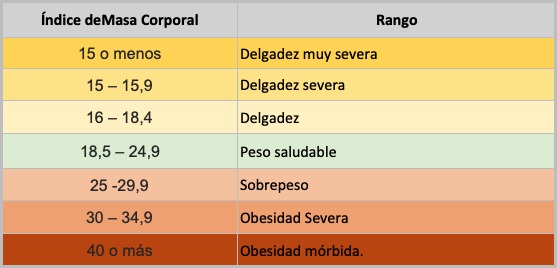 Índice deMasa Corporal Rango
15 o menos Delgadez muy severa
15 – 15,9 Delgadez severa
16 – 18,4 Delgadez
18,5 – 24,9 Peso saludable
25 -29,9 Sobrepeso
30 – 34,9 Obesidad Severa
40 o más Obesidad mórbida.